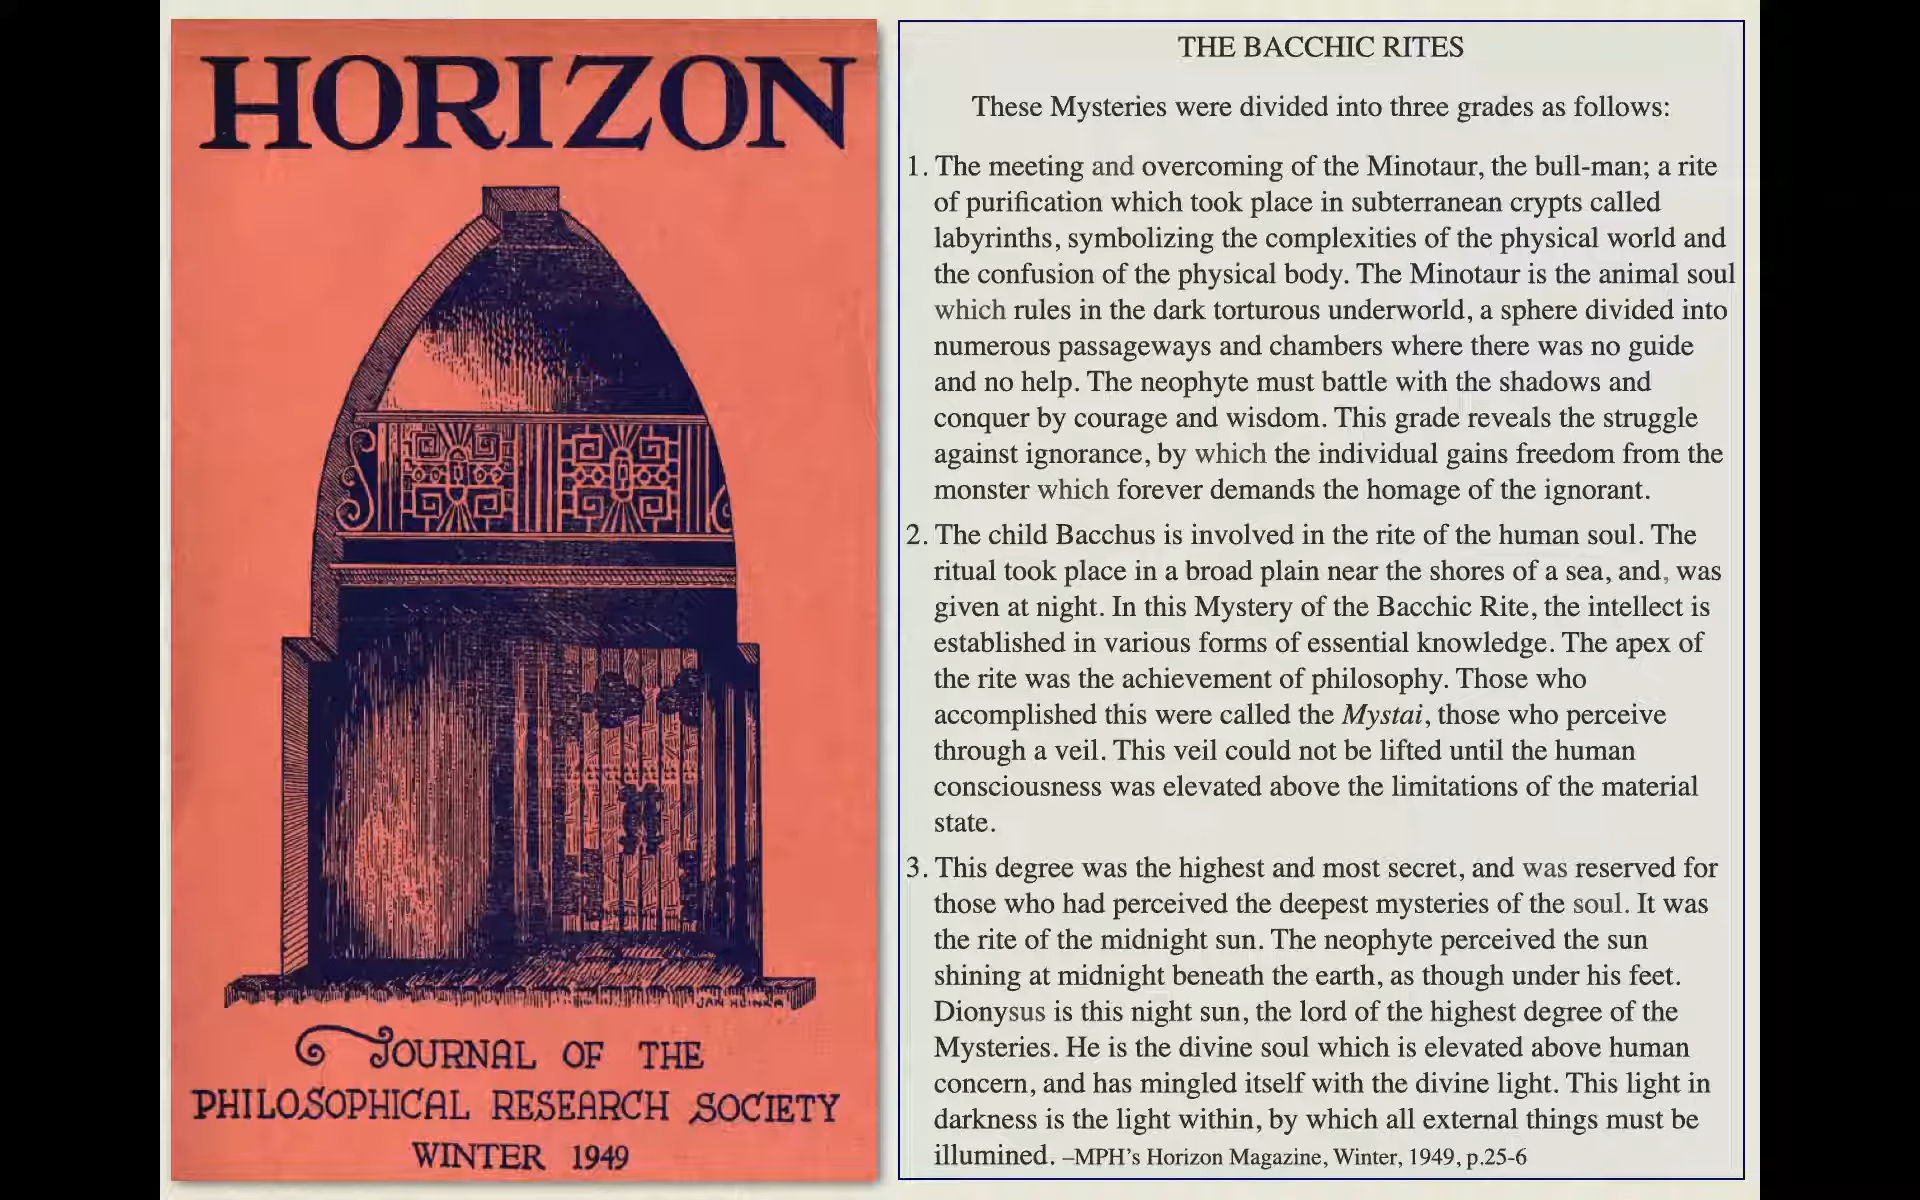 HORIZON
JAN HLINKA
JOURNAL OF THE
PHILOSOPHICAL RESEARCH SOCIETY
WINTER 1949
THE BACCHIC RITES
These Mysteries were divided into three grades as follows:
1. The meeting and overcoming of the Minotaur, the bull-man; a rite
of purification which took place in subterranean crypts called
labyrinths, symbolizing the complexities of the physical world and
the confusion of the physical body. The Minotaur is the animal soul
which rules in the dark torturous underworld, a sphere divided into
numerous passageways and chambers where there was no guide
and no help. The neophyte must battle with the shadows and
conquer by courage and wisdom. This grade reveals the struggle
against ignorance, by which the individual gains freedom from the
monster which forever demands the homage of the ignorant.
2. The child Bacchus is involved in the rite of the human soul. The
ritual took place in a broad plain near the shores of a sea, and, was
given at night. In this Mystery of the Bacchic Rite, the intellect is
established in various forms of essential knowledge. The apex of
the rite was the achievement of philosophy. Those who
accomplished this were called the Mystai, those who perceive
through a veil. This veil could not be lifted until the human
consciousness was elevated above the limitations of the material
state.
3. This degree was the highest and most secret, and was reserved for
those who had perceived the deepest mysteries of the soul. It was
the rite of the midnight sun. The neophyte perceived the sun
shining at midnight beneath the earth, as though under his feet.
Dionysus is this night sun, the lord of the highest degree of the
Mysteries. He is the divine soul which is elevated above human
concern, and has mingled itself with the divine light. This light in
darkness is the light within, by which all external things must be
illumined. –MPH's Horizon Magazine, Winter, 1949, p.25-6